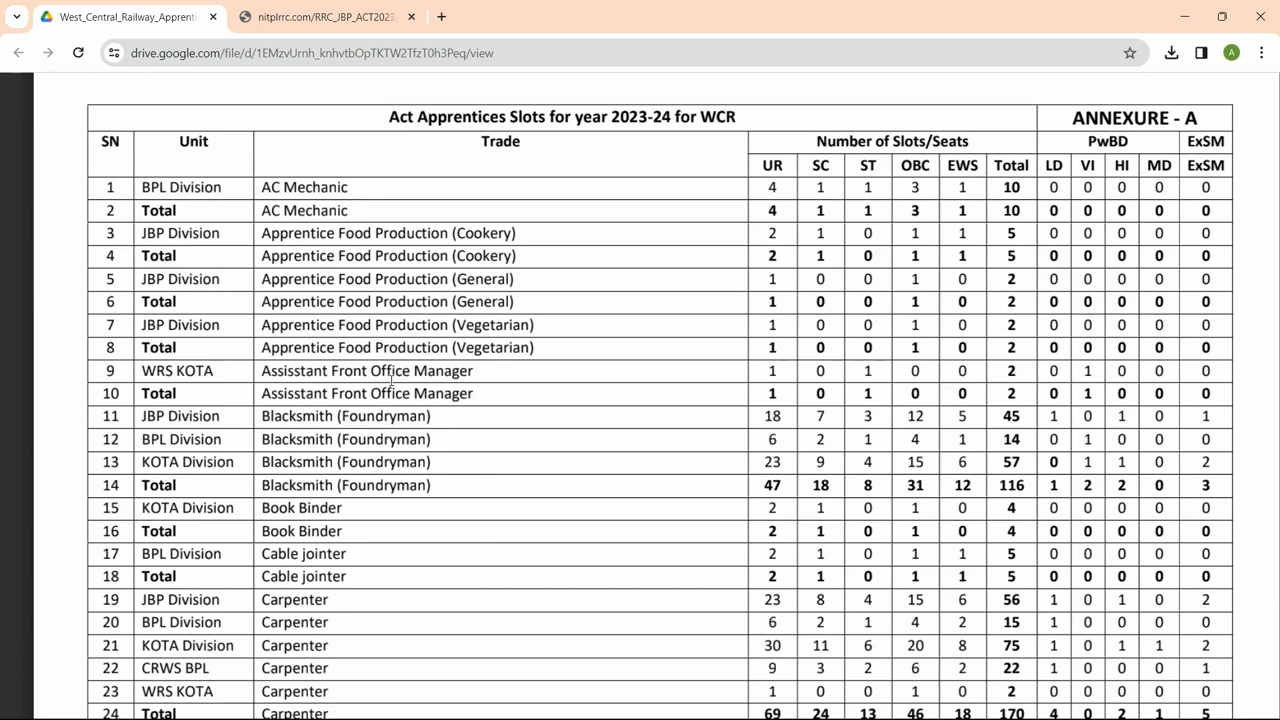 West_Central_Railway_Apprenti
nitplrrc.com/RRC_JBP_ACT2023
drive.google.com/file/d/1EMzvUrnh_knhvtbOpTKTW2TfzT0h3Peq/view
A
Act Apprentices Slots for year 2023-24 for WCR ANNEXURE - A
SN Unit Trade Number of Slots/Seats PwBD ExSM
UR SC ST OBC EWS Total LD VI HI MD ExSM
1 BPL Division AC Mechanic 4 1 1 3 1 10 0 0 0 0 0
2 Total AC Mechanic 4 1 1 3 1 10 0 0 0 0 0
3 JBP Division Apprentice Food Production (Cookery) 2 1 0 1 1 5 0 0 0 0 0
4 Total Apprentice Food Production (Cookery) 2 1 0 1 1 5 0 0 0 0 0
5 JBP Division Apprentice Food Production (General) 1 0 0 1 0 2 0 0 0 0 0
6 Total Apprentice Food Production (General) 1 0 0 1 0 2 0 0 0 0 0
7 JBP Division Apprentice Food Production (Vegetarian) 1 0 0 1 0 2 0 0 0 0 0
8 Total Apprentice Food Production (Vegetarian) 1 0 0 1 0 2 0 0 0 0 0
9 WRS KOTA Assisstant Front Office Manager 1 0 1 0 0 2 0 1 0 0 0
10 Total Assisstant Front Office Manager 1 0 1 0 0 2 0 1 0 0 0
11 JBP Division Blacksmith (Foundryman) 18 7 3 12 5 45 1 0 1 0 1
12 BPL Division Blacksmith (Foundryman) 6 2 1 4 1 14 0 1 0 0 0
13 KOTA Division Blacksmith (Foundryman) 23 9 4 15 6 57 0 1 1 0 2
14 Total Blacksmith (Foundryman) 47 18 8 31 12 116 1 2 2 0 3
15 KOTA Division Book Binder 2 1 0 1 0 4 0 0 0 0 0
16 Total Book Binder 2 1 0 1 0 4 0 0 0 0 0
17 BPL Division Cable jointer 2 1 0 1 1 5 0 0 0 0 0
18 Total Cable jointer 2 1 0 1 1 5 0 0 0 0 0
19 JBP Division Carpenter 23 8 4 15 6 56 1 0 1 0 2
20 BPL Division Carpenter 6 2 1 4 2 15 1 0 0 0 0
21 KOTA Division Carpenter 30 11 6 20 8 75 1 0 1 1 2
22 CRWS BPL Carpenter 9 3 2 6 2 22 1 0 0 0 1
23 WRS KOTA Carpenter 1 0 0 1 0 2 0 0 0 0 0
24 Total Carpenter 69 24 13 46 18 170 4 0 2 1 5